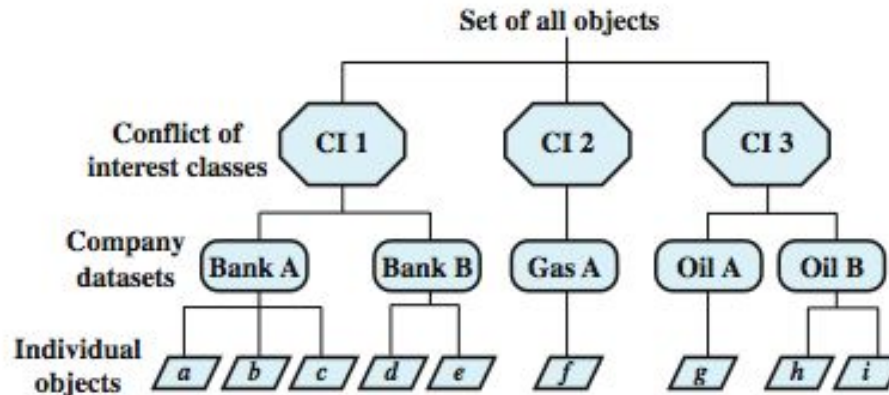 Set of all objects
Conflict of
interest classes
CI 1
CI 2
CI 3
Company
datasets
Bank A
Bank B
Gas A
Oil A
Oil B
Individual
objects
a
b
c
d
e
f
g
h
i